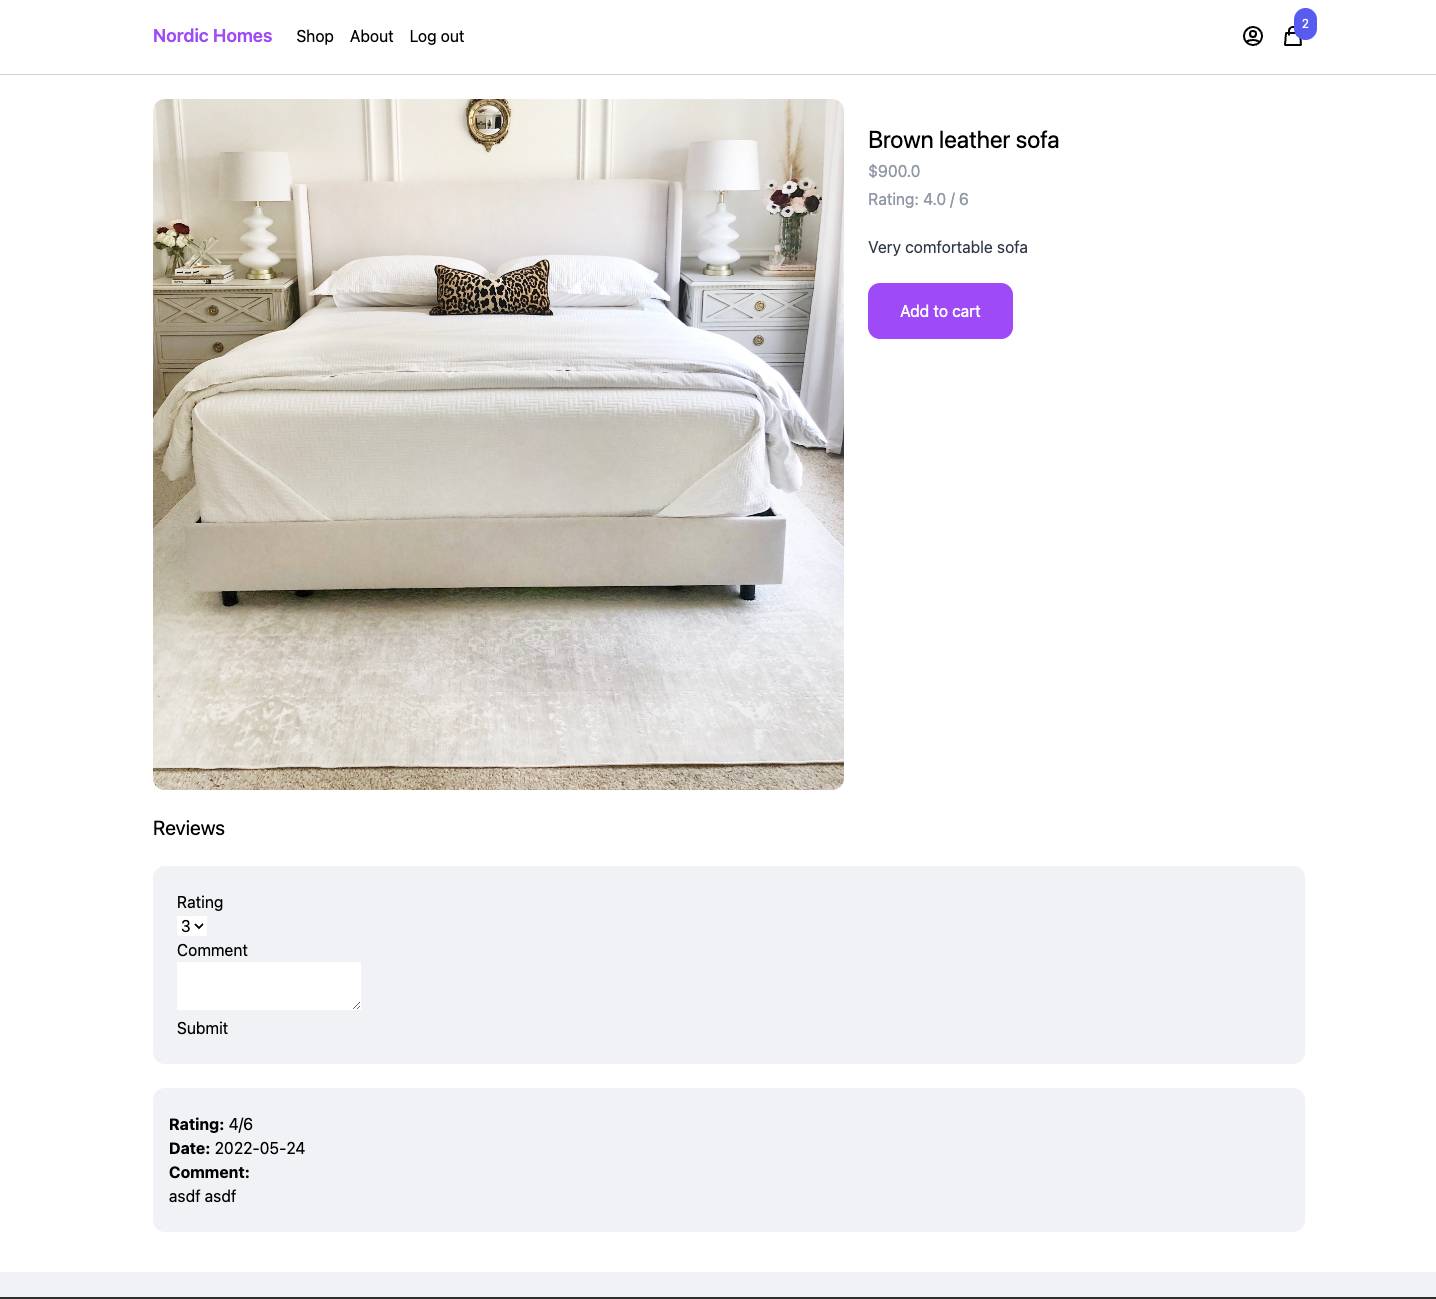 Nordic Homes Shop About Log out 2
Brown leather sofa
$900.0
Rating: 4.0 / 6
Very comfortable sofa
Add to cart
Reviews
Rating
3
Comment
Submit
Rating: 4/6
Date: 2022-05-24
Comment:
asdf asdf